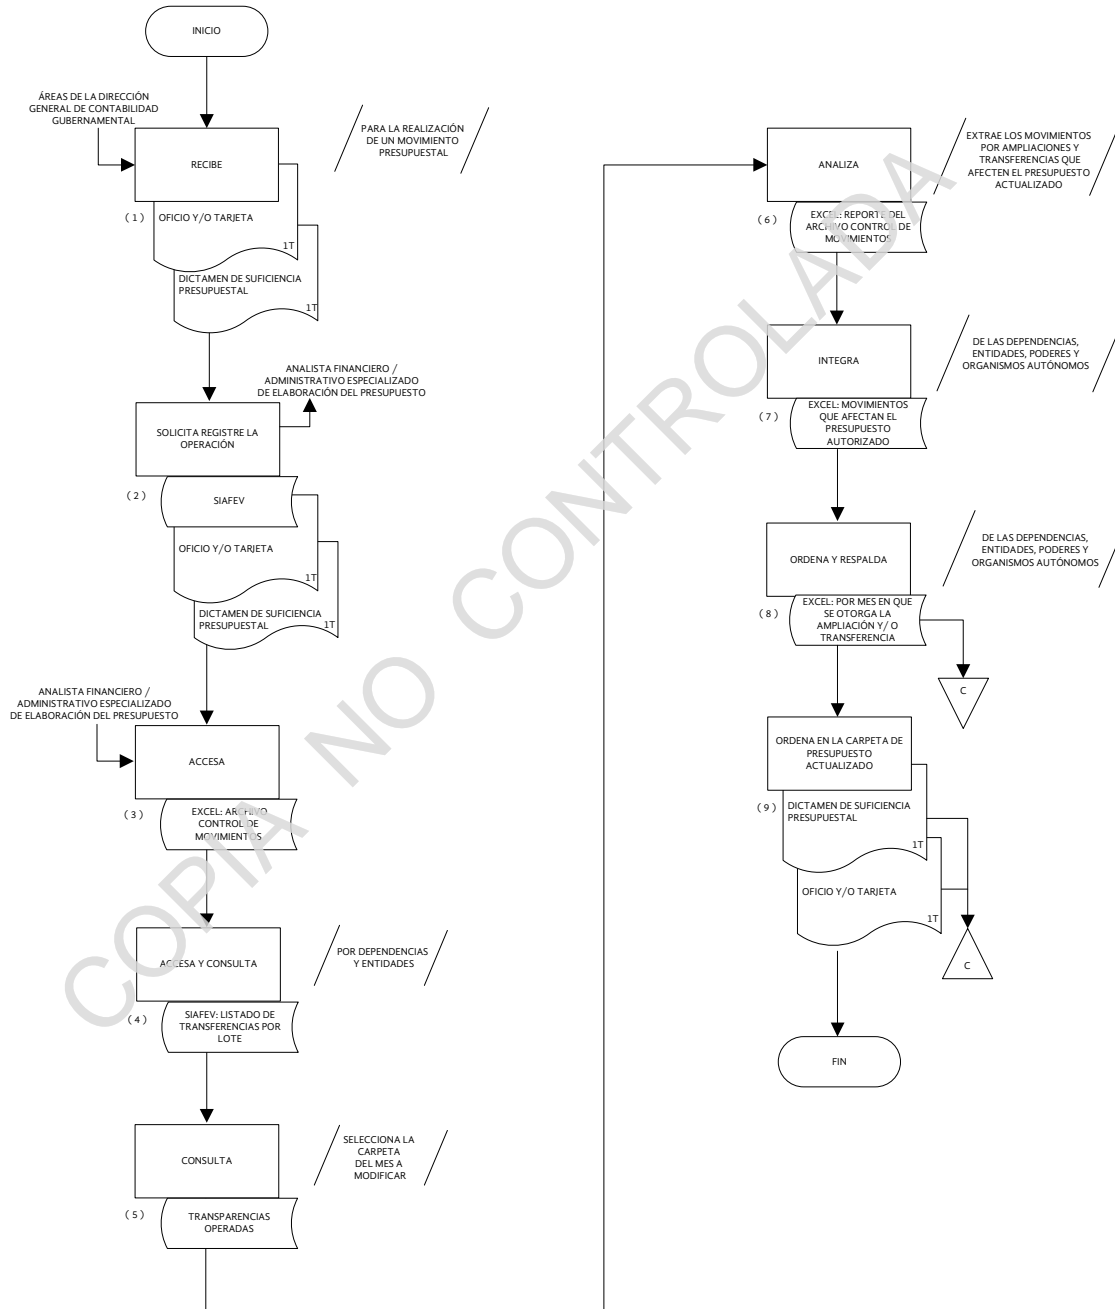 INICIO
ÁREAS DE LA DIRECCIÓN
GENERAL DE CONTABILIDAD
GUBERNAMENTAL
PARA LA REALIZACIÓN
DE UN MOVIMIENTO
PRESUPUESTAL
RECIBE
( 1 )
OFICIO Y/O TARJETA
1T
DICTAMEN DE SUFICIENCIA
PRESUPUESTAL
1T
ANALISTA FINANCIERO /
ADMINISTRATIVO ESPECIALIZADO
DE ELABORACIÓN DEL PRESUPUESTO
SOLICITA REGISTRE LA
OPERACIÓN
( 2 )
SIAFEV
OFICIO Y/O TARJETA
1T
DICTAMEN DE SUFICIENCIA
PRESUPUESTAL
1T
ANALISTA FINANCIERO /
ADMINISTRATIVO ESPECIALIZADO
DE ELABORACIÓN DEL PRESUPUESTO
ACCESA
( 3 )
EXCEL: ARCHIVO
CONTROL DE
MOVIMIENTOS
ACCESA Y CONSULTA
POR DEPENDENCIAS
Y ENTIDADES
( 4 )
SIAFEV: LISTADO DE
TRANSFERENCIAS POR
LOTE
CONSULTA
SELECCIONA LA
CARPETA
DEL MES A
MODIFICAR
( 5 )
TRANSPARENCIAS
OPERADAS
ANALIZA
EXTRAE LOS MOVIMIENTOS
POR AMPLIACIONES Y
TRANSFERENCIAS QUE
AFECTEN EL PRESUPUESTO
ACTUALIZADO
( 6 )
EXCEL: REPORTE DEL
ARCHIVO CONTROL DE
MOVIMIENTOS
INTEGRA
DE LAS DEPENDENCIAS,
ENTIDADES, PODERES Y
ORGANISMOS AUTÓNOMOS
( 7 )
EXCEL: MOVIMIENTOS
QUE AFECTAN EL
PRESUPUESTO
AUTORIZADO
ORDENA Y RESPALDA
DE LAS DEPENDENCIAS,
ENTIDADES, PODERES Y
ORGANISMOS AUTÓNOMOS
( 8 )
EXCEL: POR MES EN QUE
SE OTORGA LA
AMPLIACIÓN Y/ O
TRANSFERENCIA
C
ORDENA EN LA CARPETA DE
PRESUPUESTO
ACTUALIZADO
( 9 )
DICTAMEN DE SUFICIENCIA
PRESUPUESTAL
1T
OFICIO Y/O TARJETA
1T
C
FIN
COPIA NO CONTROLADA